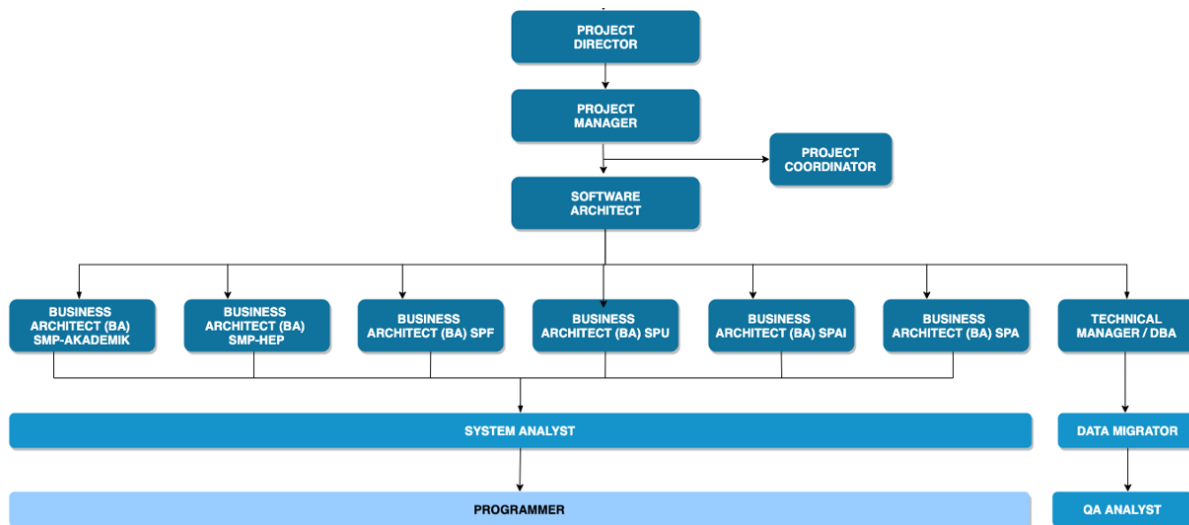 PROJECT
DIRECTOR
PROJECT
MANAGER
PROJECT
COORDINATOR
SOFTWARE
ARCHITECT
BUSINESS
ARCHITECT (BA)
SMP-AKADEMIK
BUSINESS
ARCHITECT (BA)
SMP-HEP
BUSINESS
ARCHITECT (BA) SPF
BUSINESS
ARCHITECT (BA) SPU
BUSINESS
ARCHITECT (BA) SPAI
BUSINESS
ARCHITECT (BA) SPA
TECHNICAL
MANAGER / DBA
SYSTEM ANALYST
DATA MIGRATOR
PROGRAMMER
QA ANALYST